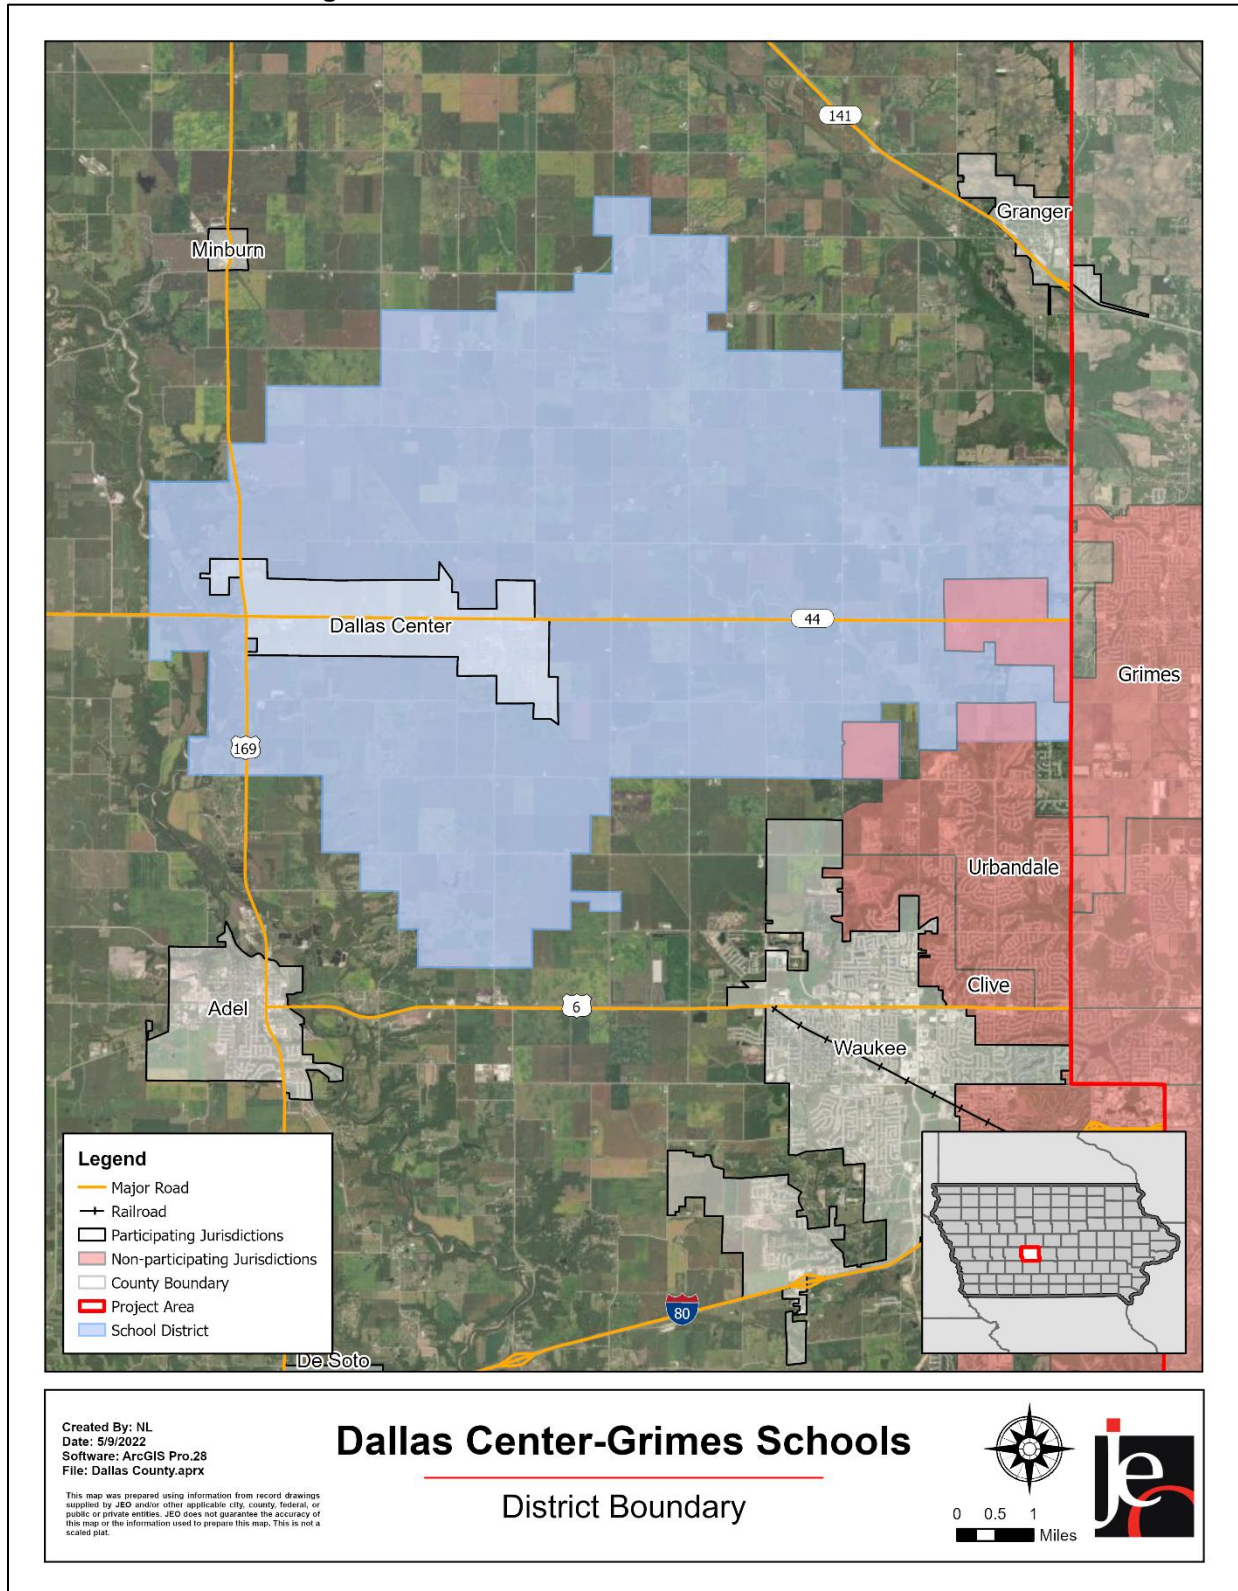 141
Granger
Minburn
44
Dallas Center
Grimes
169
Urbandale
Clive
Adel
6
Waukee
80
De Soto
Legend
Major Road
Railroad
Participating Jurisdictions
Non-participating Jurisdictions
County Boundary
Project Area
School District
Created By: NL
Date: 5/9/2022
Software: ArcGIS Pro.28
File: Dallas County.aprx
This map was prepared using information from record drawings
supplied by JEO and/or other applicable city, county, federal, or
public or private entities. JEO does not guarantee the accuracy of
this map or the information used to prepare this map. This is not a
scaled plat.
Dallas Center-Grimes Schools
District Boundary
0 0.5 1
Miles
jeo